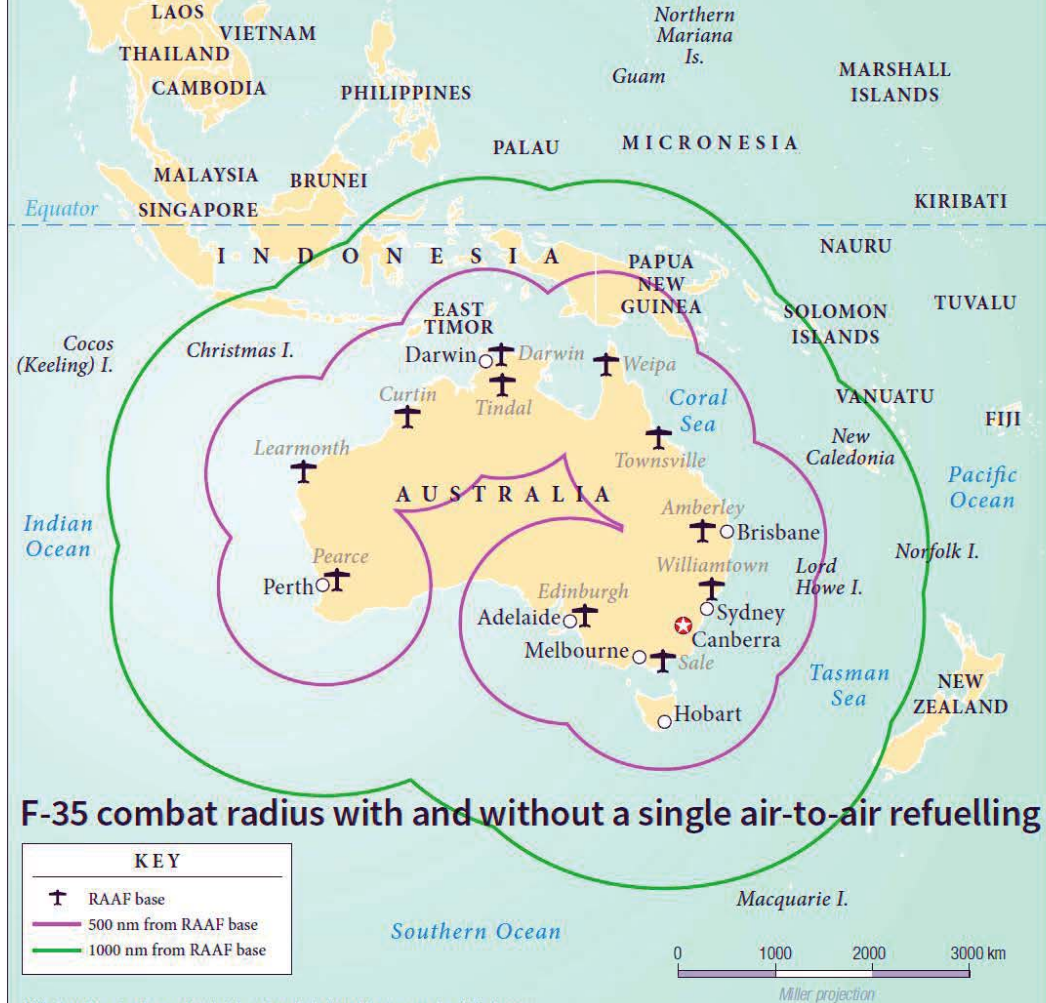 LAOS
VIETNAM
THAILAND
CAMBODIA
PHILIPPINES
Northern
Mariana
Is.
Guam
MARSHALL
ISLANDS
PALAU
MICRONESIA
MALAYSIA
BRUNEI
SINGAPORE
Equator
KIRIBATI
INDONESIA
NAURU
PAPUA
NEW
GUINEA
EAST
TIMOR
SOLOMON
ISLANDS
TUVALU
Cocos
(Keeling) I.
Christmas I.
Darwin
Darwin
Weipa
Curtin
Tindal
Coral
Sea
VANUATU
FIJI
New
Caledonia
Learmonth
Townsville
AUSTRALIA
Pacific
Ocean
Indian
Ocean
Amberley
Brisbane
Norfolk I.
Pearce
Perth
Williamtown
Lord
Howe I.
Edinburgh
Adelaide
Sydney
Canberra
Melbourne
Sale
Tasman
Sea
NEW
ZEALAND
Hobart
F-35 combat radius with and without a single air-to-air refuelling
KEY
RAAF base
500 nm from RAAF base
1000 nm from RAAF base
Macquarie I.
Southern Ocean
0 1000 2000 3000 km
Miller projection